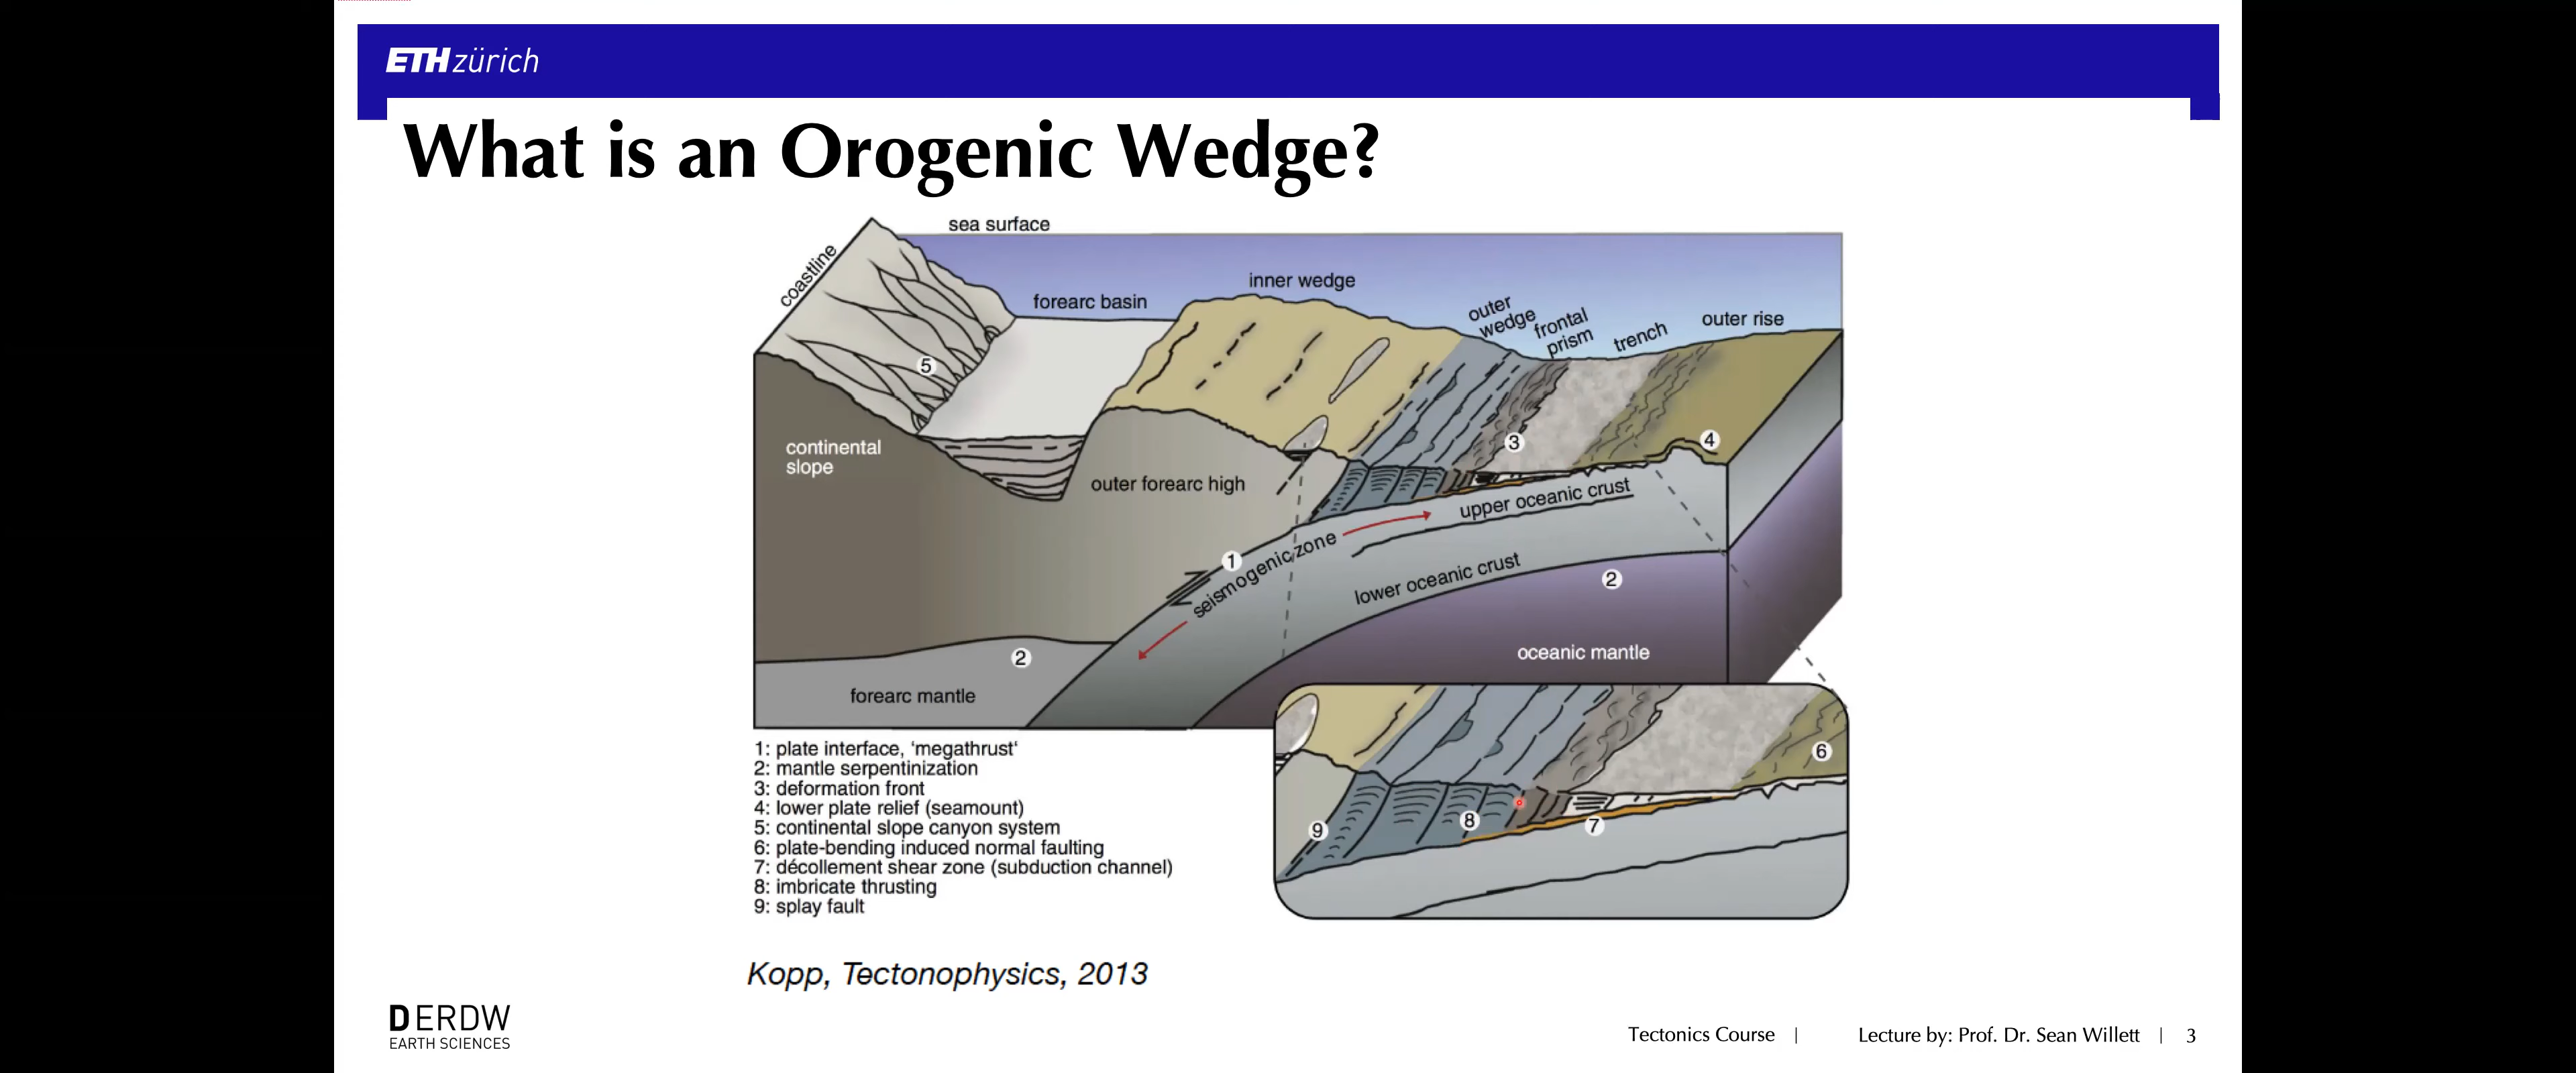 ETH zürich
What is an Orogenic Wedge?
sea surface
coastline
forearc basin
inner wedge
outer
wedge
frontal
prism
trench
outer rise
5
3
4
continental
slope
outer forearc high
upper oceanic crust
1
seismogenic zone
lower oceanic crust
2
oceanic mantle
2
forearc mantle
1: plate interface, ‘megathrust‘
2: mantle serpentinization
3: deformation front
4: lower plate relief (seamount)
5: continental slope canyon system
6: plate-bending induced normal faulting
7: décollement shear zone (subduction channel)
8: imbricate thrusting
9: splay fault
6
9
8
7
Kopp, Tectonophysics, 2013
DERDW
EARTH SCIENCES
Tectonics Course | Lecture by: Prof. Dr. Sean Willett | 3